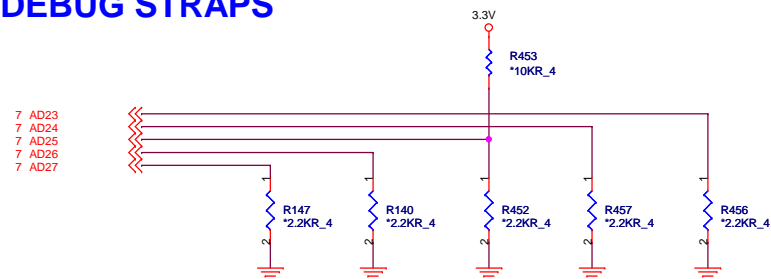 DEBUG STRAPS
3.3V
R453
*10KR_4
7 AD23
7 AD24
7 AD25
7 AD26
7 AD27
1 1 1 1 1
R147 R140 R452 R457 R456
*2.2KR_4 *2.2KR_4 *2.2KR_4 *2.2KR_4 *2.2KR_4
2 2 2 2 2